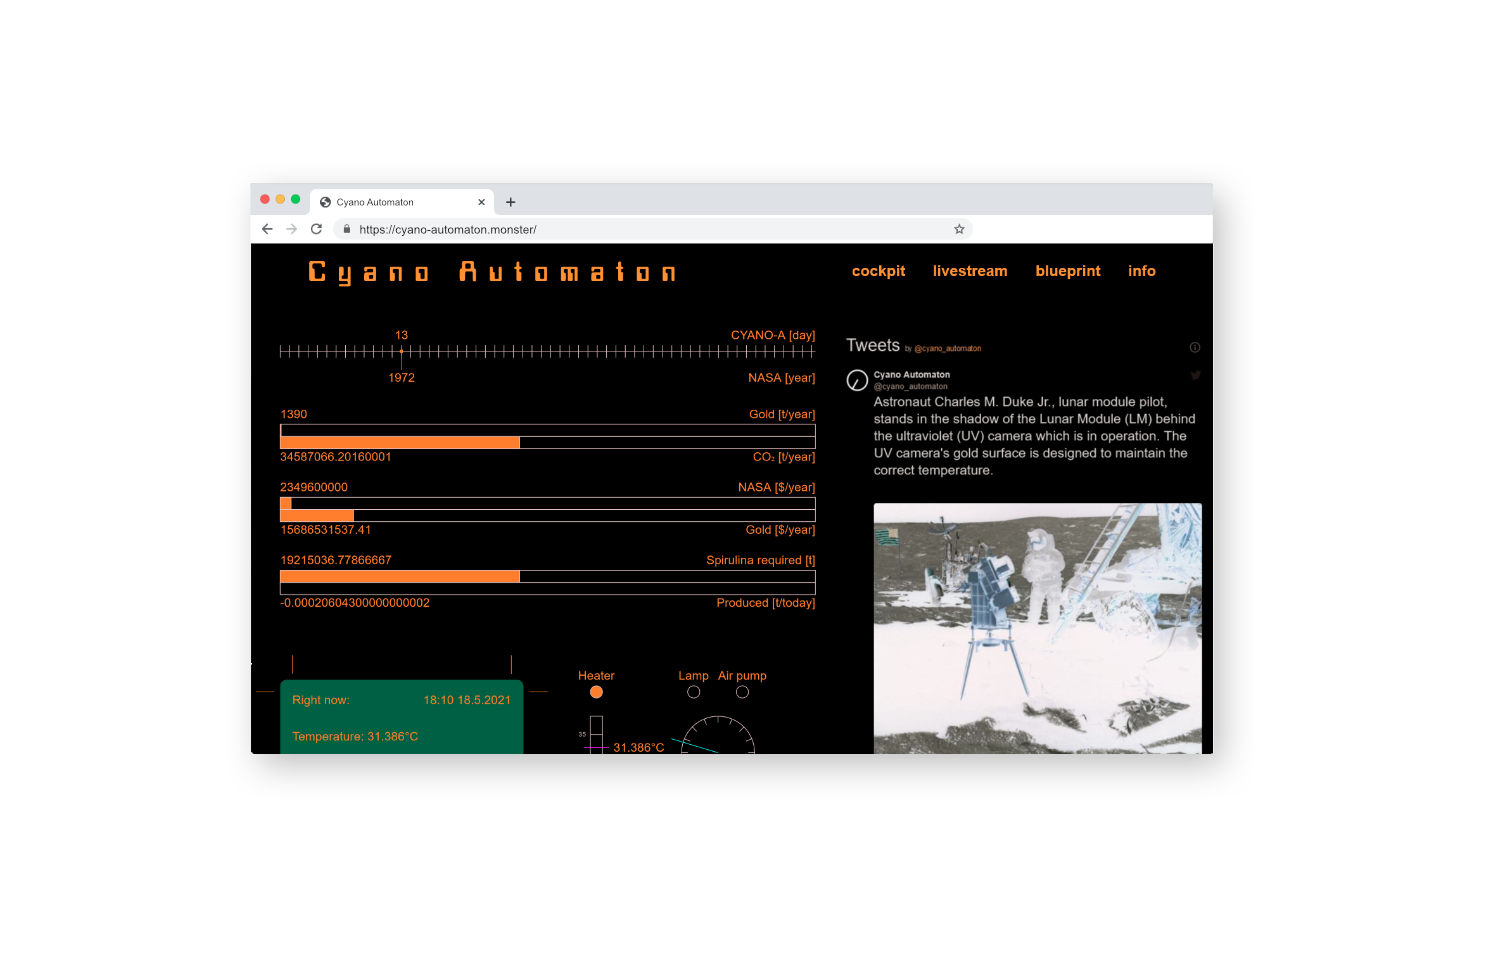 Cyano Automaton
https://cyano-automaton.monster/
Cyano Automaton
cockpit livestream blueprint info
13 CYANO-A [day]
1972 NASA [year]
1390 Gold [t/year]
34587066.20160001 CO₂ [t/year]
2349600000 NASA [$/year]
15686531537.41 Gold [$/year]
19215036.77866667 Spirulina required [t]
-0.00020604300000000002 Produced [t/today]
Right now: 18:10 18.5.2021
Temperature: 31.386°C
Heater Lamp Air pump
35
31.386°C
Tweets by @cyano_automaton
Cyano Automaton
@cyano_automaton
Astronaut Charles M. Duke Jr., lunar module pilot,
stands in the shadow of the Lunar Module (LM) behind
the ultraviolet (UV) camera which is in operation. The
UV camera's gold surface is designed to maintain the
correct temperature.